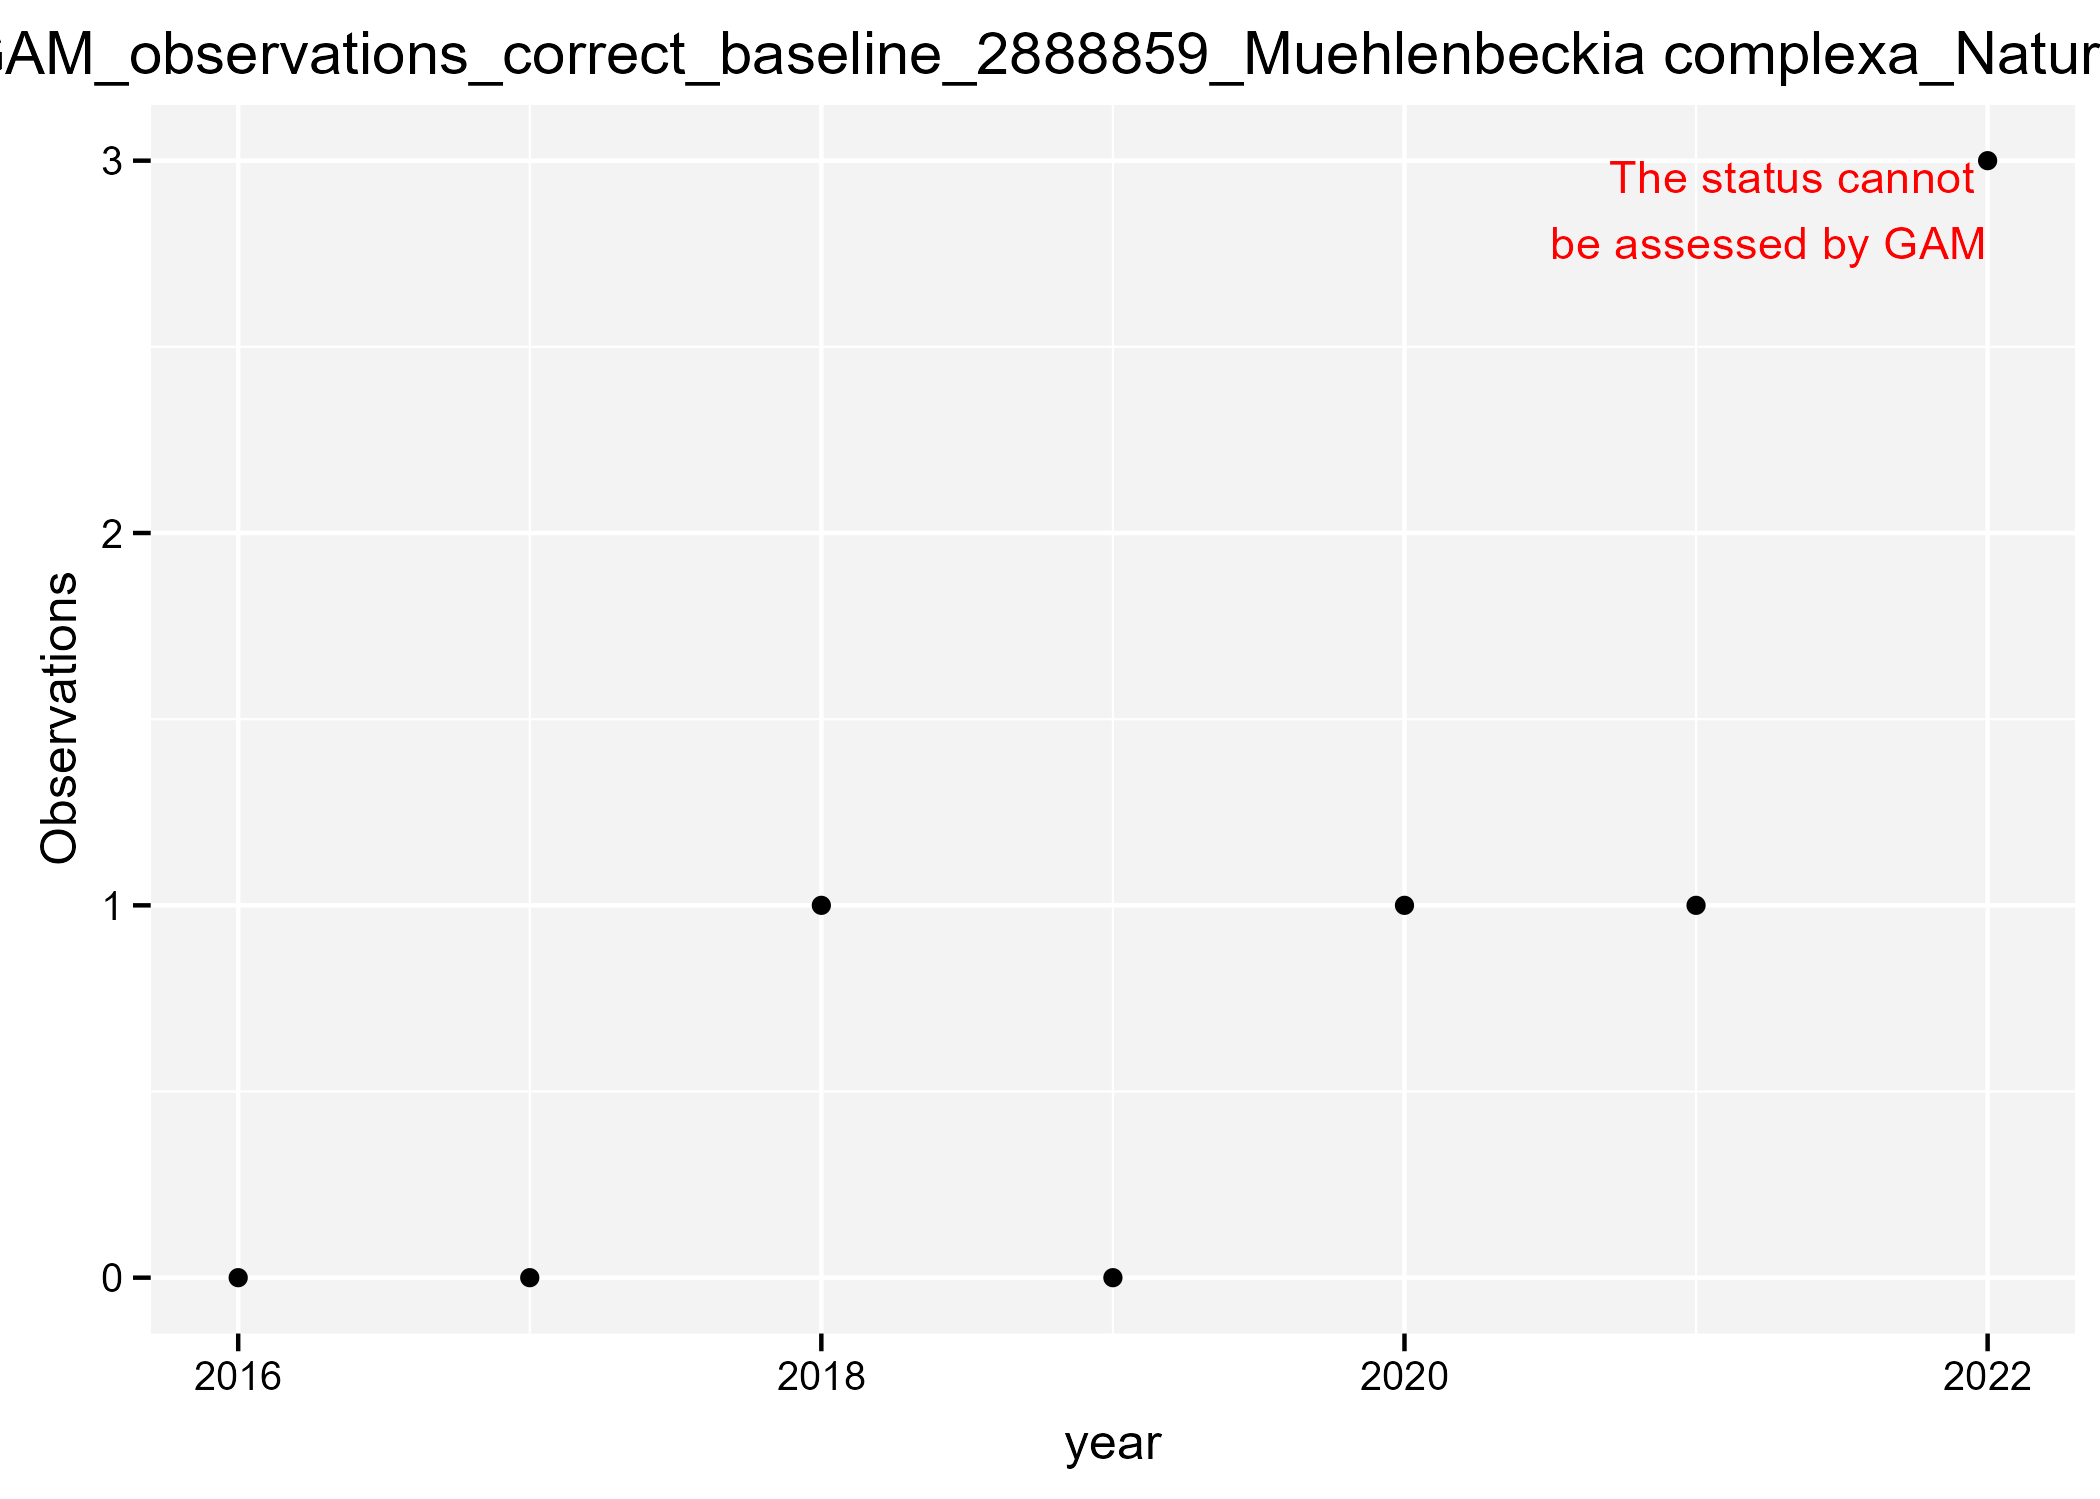 GAM_observations_correct_baseline_2888859_Muehlenbeckia complexa_Natur
3
The status cannot
be assessed by GAM
2
Observations
1
0
2016 2018 2020 2022
year